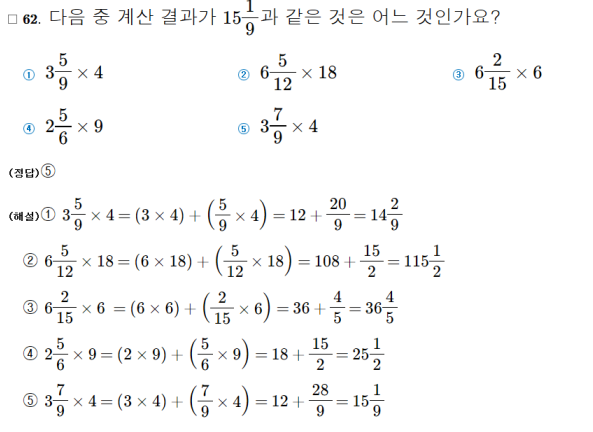 □ 62. 다음 중 계산 결과가 15 1/9과 같은 것은 어느 것인가요?
① 3 5/9 × 4 ② 6 5/12 × 18 ③ 6 2/15 × 6
④ 2 5/6 × 9 ⑤ 3 7/9 × 4
(정답)⑤
(해설)① 3 5/9 × 4 = (3 × 4) + (5/9 × 4) = 12 + 20/9 = 14 2/9
② 6 5/12 × 18 = (6 × 18) + (5/12 × 18) = 108 + 15/2 = 115 1/2
③ 6 2/15 × 6 = (6 × 6) + (2/15 × 6) = 36 + 4/5 = 36 4/5
④ 2 5/6 × 9 = (2 × 9) + (5/6 × 9) = 18 + 15/2 = 25 1/2
⑤ 3 7/9 × 4 = (3 × 4) + (7/9 × 4) = 12 + 28/9 = 15 1/9